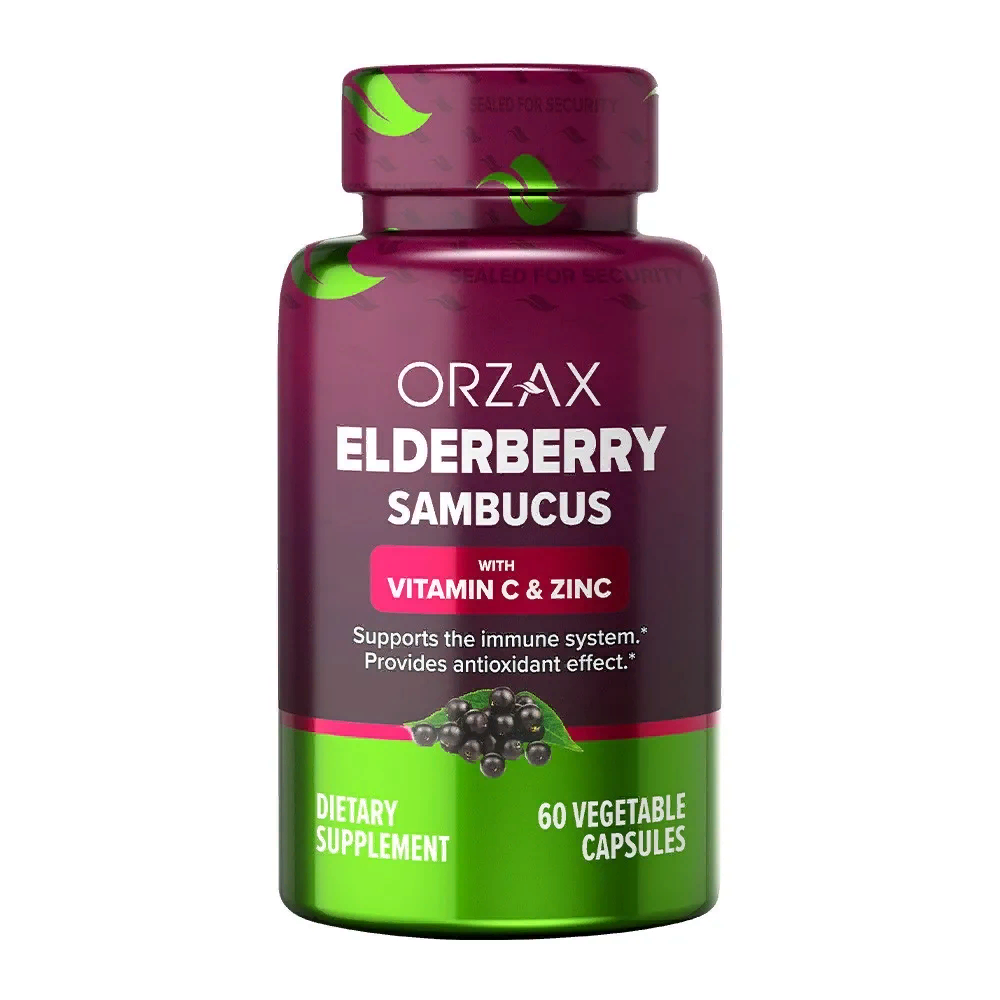 SEALED FOR SECURITY
SEALED FOR SECURITY
ORZAX
ELDERBERRY
SAMBUCUS
WITH
VITAMIN C & ZINC
Supports the immune system.*
Provides antioxidant effect.*
DIETARY
SUPPLEMENT
60 VEGETABLE
CAPSULES